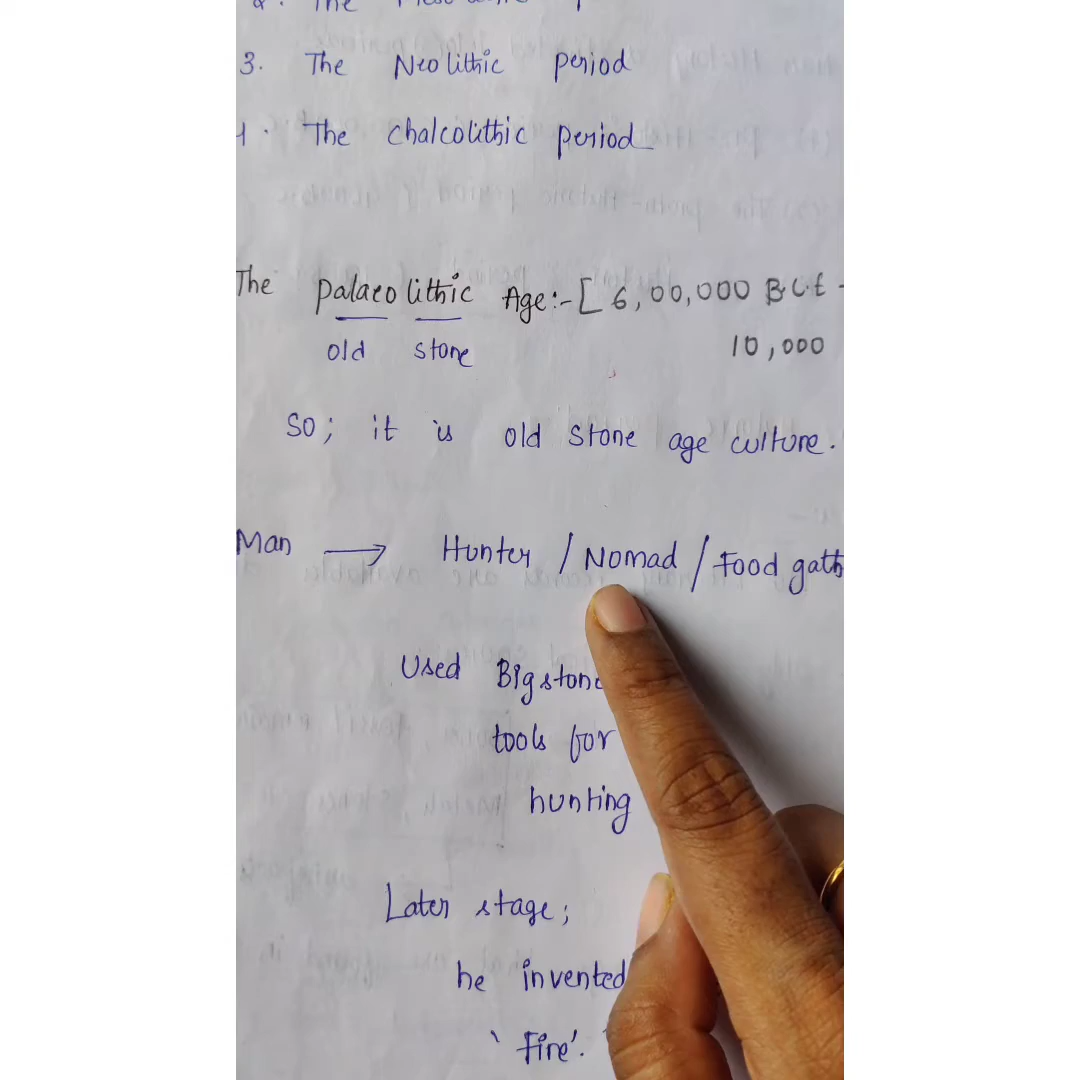 3. The Neolithic period
The chalcolithic period
The palaeolithic Age:- [ 6,00,000 B.C.E -
old stone 10,000
So; it is old stone age culture.
Man → Hunter / Nomad / Food gath
Used Big stone
tools for
hunting
Later stage;
he invented
'Fire'.